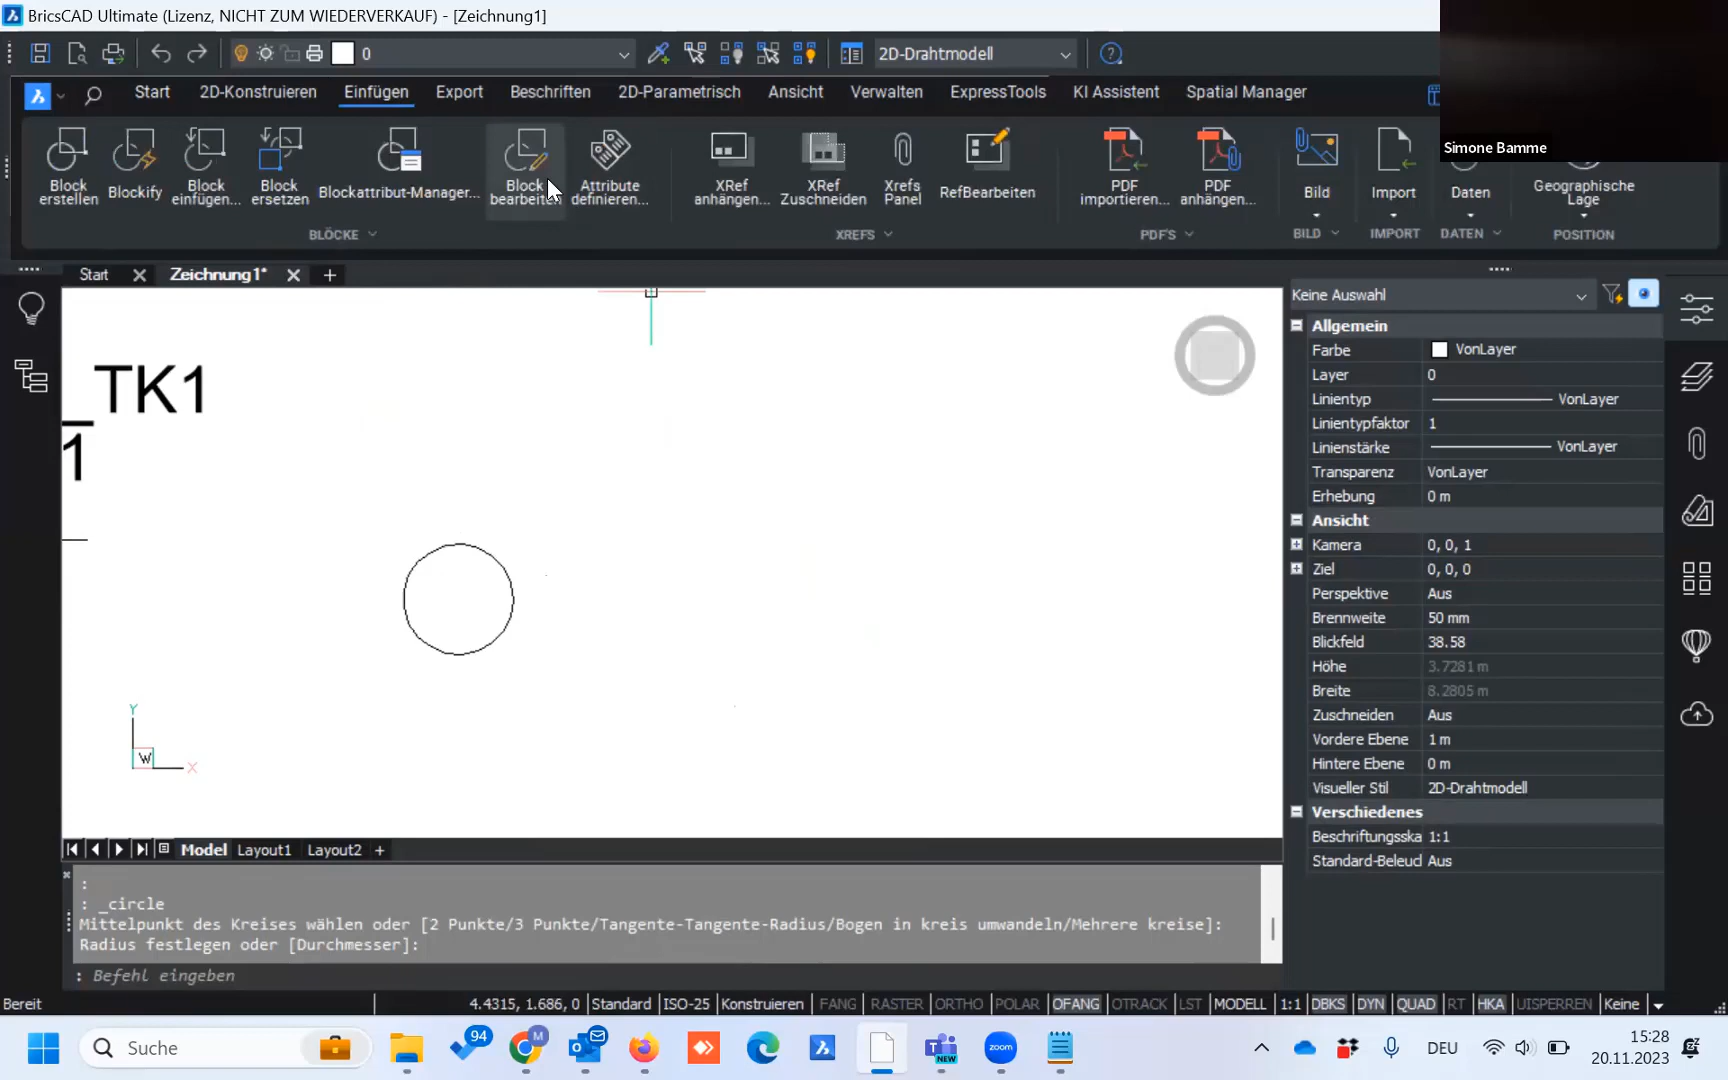 BricsCAD Ultimate (Lizenz, NICHT ZUM WIEDERVERKAUF) - [Zeichnung1]
0
2D-Drahtmodell
Start 2D-Konstruieren Einfügen Export Beschriften 2D-Parametrisch Ansicht Verwalten ExpressTools KI Assistent Spatial Manager
Simone Bamme
Block erstellen
Blockify
Block einfügen...
Block ersetzen
Blockattribut-Manager...
Block bearbeiten
Attribute definieren...
XRef anhängen...
XRef Zuschneiden
Xrefs Panel
RefBearbeiten
PDF importieren...
PDF anhängen...
Bild
Import
Daten
Geographische Lage
BLÖCKE XREFS PDF'S BILD IMPORT DATEN POSITION
Start Zeichnung1*
TK1
1
Y
W
X
Keine Auswahl
Allgemein
Farbe VonLayer
Layer 0
Linientyp VonLayer
Linientypfaktor 1
Linienstärke VonLayer
Transparenz VonLayer
Erhebung 0 m
Ansicht
Kamera 0, 0, 1
Ziel 0, 0, 0
Perspektive Aus
Brennweite 50 mm
Blickfeld 38.58
Höhe 3.7281 m
Breite 8.2805 m
Zuschneiden Aus
Vordere Ebene 1 m
Hintere Ebene 0 m
Visueller Stil 2D-Drahtmodell
Verschiedenes
Beschriftungsska 1:1
Standard-Beleud Aus
Model Layout1 Layout2 +
:
: _circle
Mittelpunkt des Kreises wählen oder [2 Punkte/3 Punkte/Tangente-Tangente-Radius/Bogen in kreis umwandeln/Mehrere kreise]:
Radius festlegen oder [Durchmesser]:
: Befehl eingeben
Bereit 4.4315, 1.686, 0 Standard ISO-25 Konstruieren FANG RASTER ORTHO POLAR OFANG OTRACK LST MODELL 1:1 DBKS DYN QUAD RT HKA UISPERREN Keine
Suche
94
M
NEW
zoom
DEU
15:28
20.11.2023